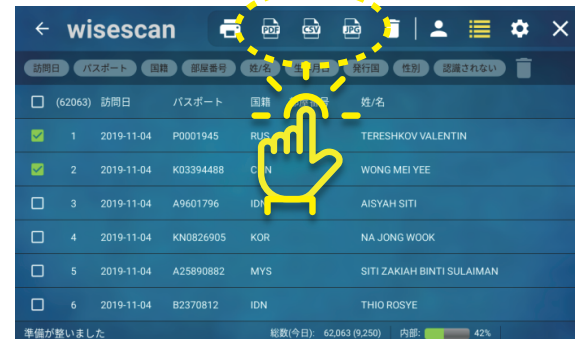 wisescan PDF CSV JPG
訪問日 パスポート 国籍 部屋番号 姓/名 月日 発行国 性別 認識されない
(62063) 訪問日 パスポート 国籍 姓/名
1 2019-11-04 P0001945 RUS TERESHKOV VALENTIN
2 2019-11-04 K03394488 WONG MEI YEE
3 2019-11-04 A9601796 IDN AISYAH SITI
4 2019-11-04 KN0826905 KOR NA JONG WOOK
5 2019-11-04 A25890882 MYS SITI ZAKIAH BINTI SULAIMAN
6 2019-11-04 B2370812 IDN THIO ROSYE
準備が整いました 総数(今日): 62,063 (9,250) 内部: 42%